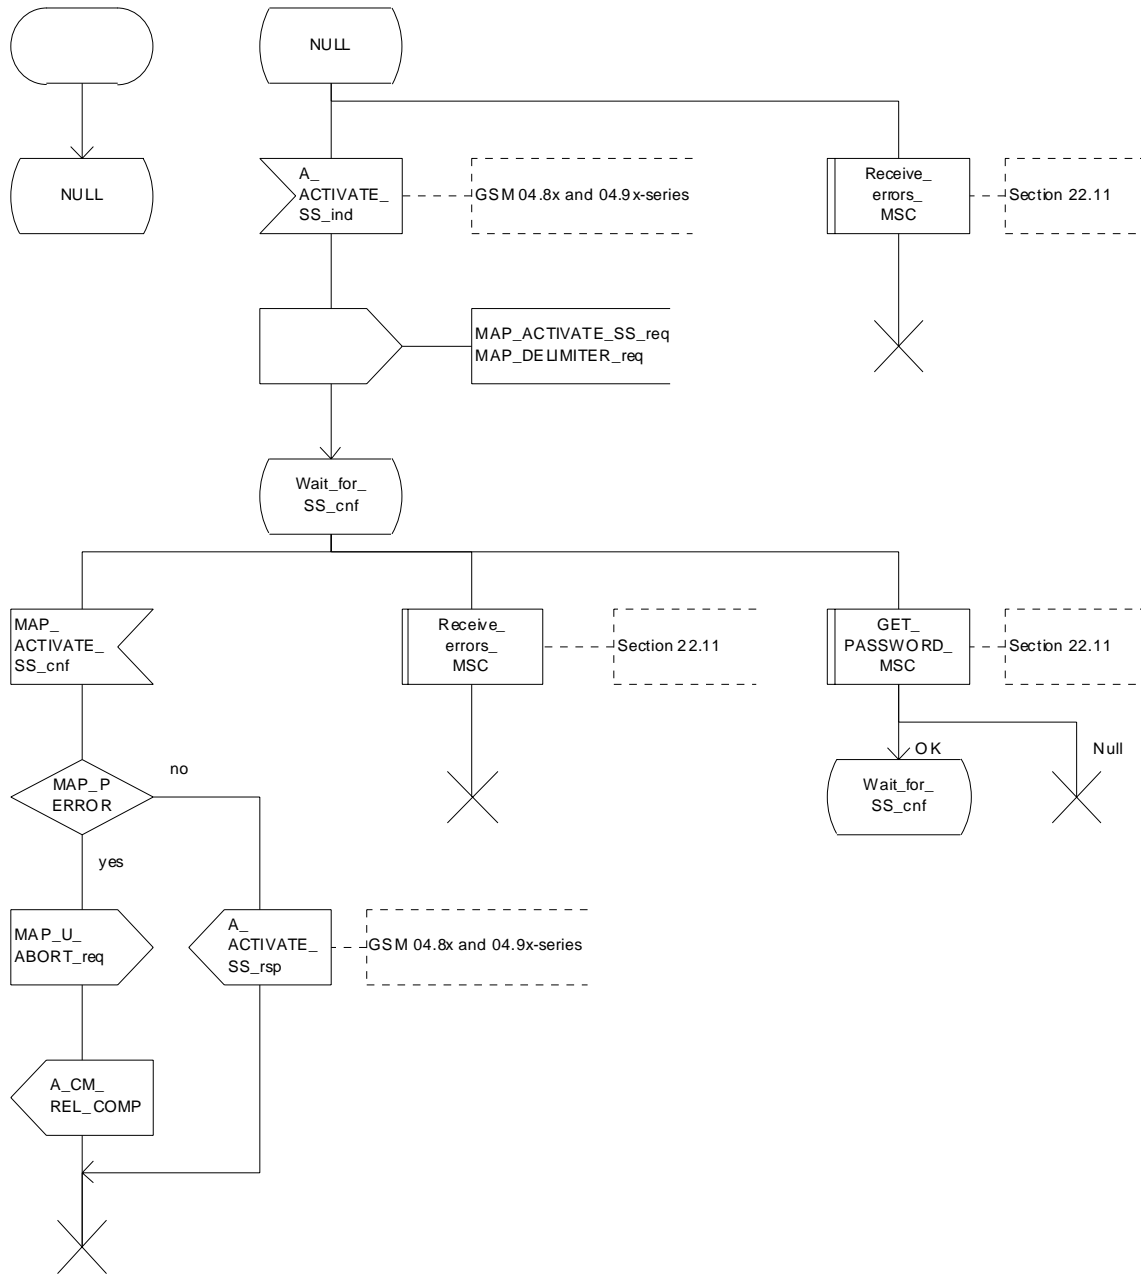 NULL
NULL
A_
ACTIVATE_
SS_ind
GSM 04.8x and 04.9x-series
Receive_
errors_
MSC
Section 22.11
MAP_ACTIVATE_SS_req
MAP_DELIMITER_req
Wait_for_
SS_cnf
MAP_
ACTIVATE_
SS_cnf
Receive_
errors_
MSC
Section 22.11
GET_
PASSWORD_
MSC
Section 22.11
OK
Null
Wait_for_
SS_cnf
MAP_P
ERROR
no
yes
MAP_U_
ABORT_req
A_
ACTIVATE_
SS_rsp
GSM 04.8x and 04.9x-series
A_CM_
REL_COMP